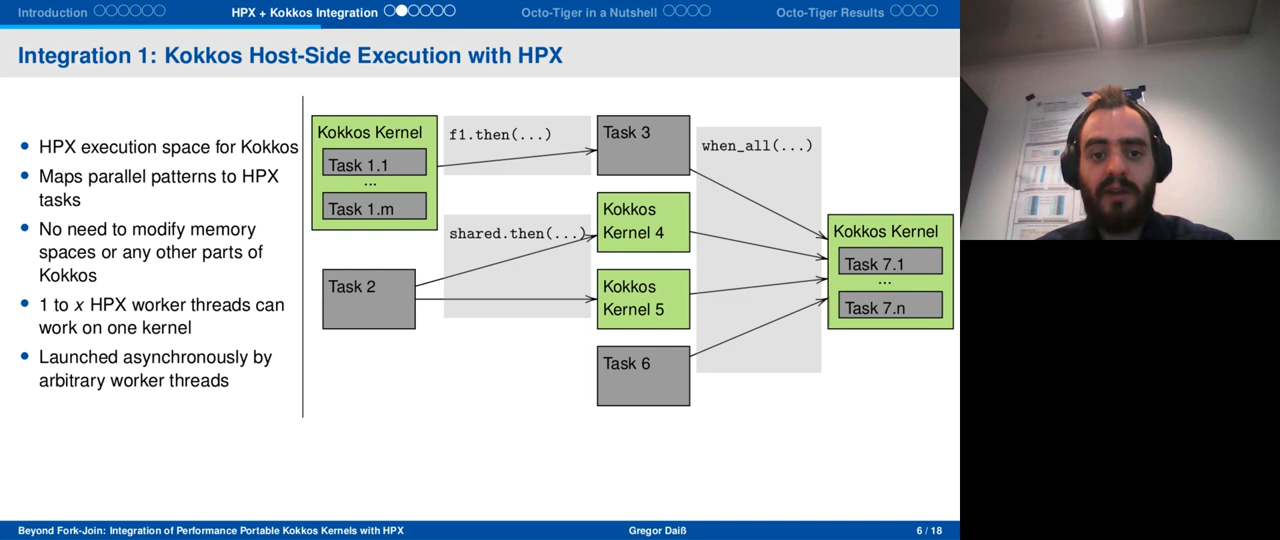 Introduction
HPX + Kokkos Integration
Octo-Tiger in a Nutshell
Octo-Tiger Results
Integration 1: Kokkos Host-Side Execution with HPX
HPX execution space for Kokkos
Maps parallel patterns to HPX
tasks
No need to modify memory
spaces or any other parts of
Kokkos
1 to x HPX worker threads can
work on one kernel
Launched asynchronously by
arbitrary worker threads
Kokkos Kernel
Task 1.1
...
Task 1.m
Task 2
f1.then(...)
shared.then(...)
Task 3
Kokkos
Kernel 4
Kokkos
Kernel 5
Task 6
when_all(...)
Kokkos Kernel
Task 7.1
...
Task 7.n
Beyond Fork-Join: Integration of Performance Portable Kokkos Kernels with HPX
Gregor Daiß
6 / 18